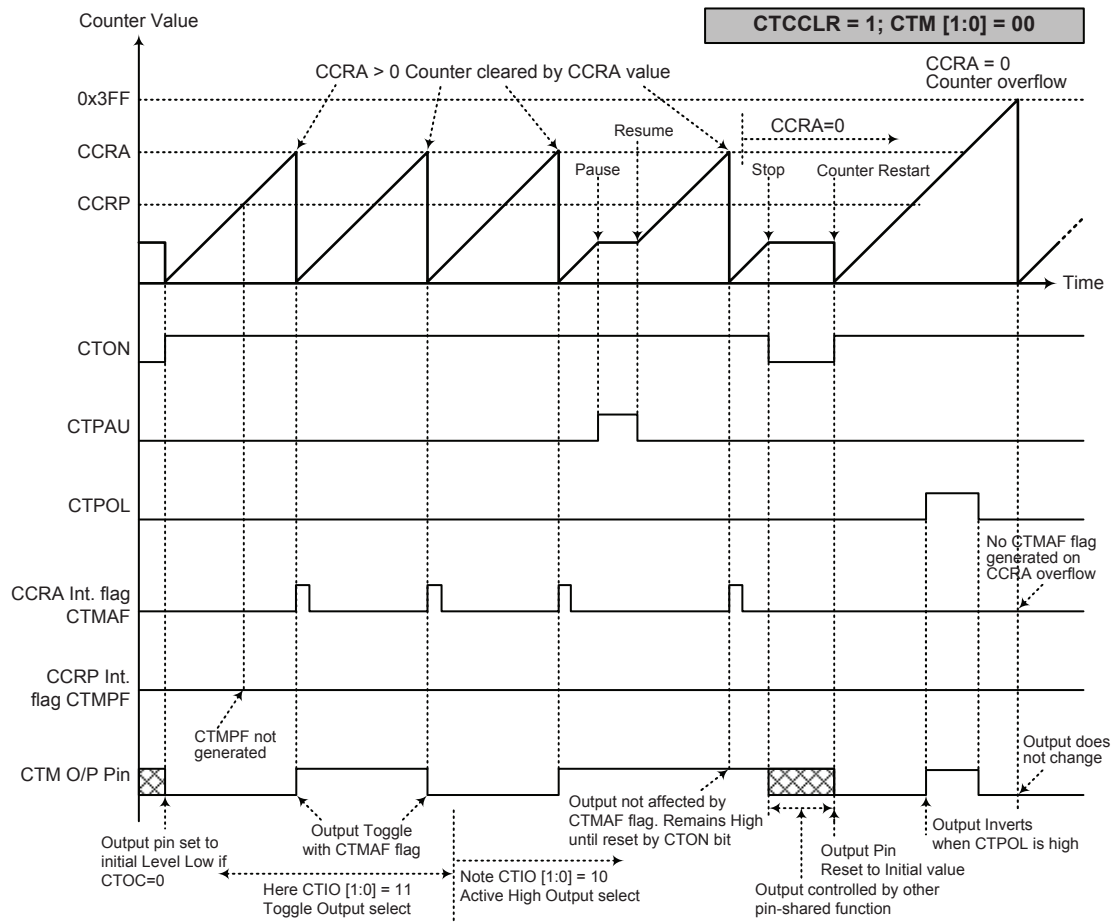 Counter Value
CTCCLR = 1; CTM [1:0] = 00
CCRA > 0 Counter cleared by CCRA value
CCRA = 0
Counter overflow
0x3FF
Resume
CCRA=0
CCRA
Pause
Stop
Counter Restart
CCRP
Time
CTON
CTPAU
CTPOL
No CTMAF flag
generated on
CCRA overflow
CCRA Int. flag
CTMAF
CCRP Int.
flag CTMPF
CTMPF not
generated
Output does
not change
CTM O/P Pin
Output pin set to
initial Level Low if
CTOC=0
Output Toggle
with CTMAF flag
Output not affected by
CTMAF flag. Remains High
until reset by CTON bit
Output Inverts
when CTPOL is high
Output Pin
Reset to Initial value
Here CTIO [1:0] = 11
Toggle Output select
Note CTIO [1:0] = 10
Active High Output select
Output controlled by other
pin-shared function